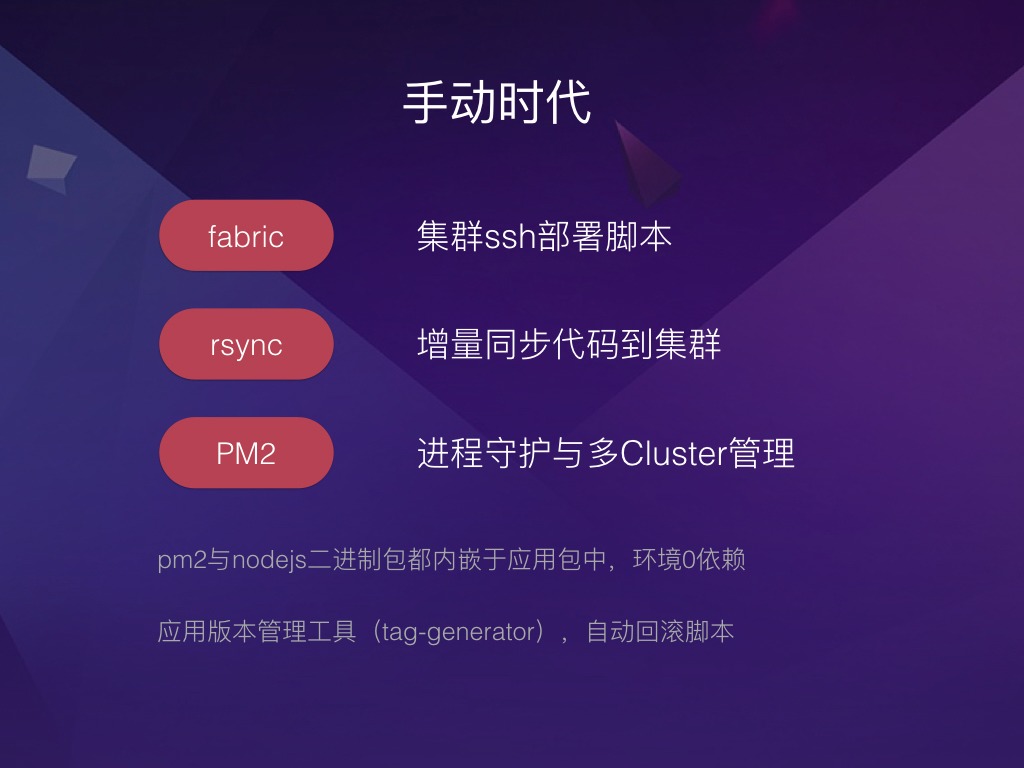 手动时代
fabric 集群ssh部署脚本
rsync 增量同步代码到集群
PM2 进程守护与多Cluster管理
pm2与nodejs二进制包都内嵌于应用包中，环境0依赖
应用版本管理工具（tag-generator），自动回滚脚本